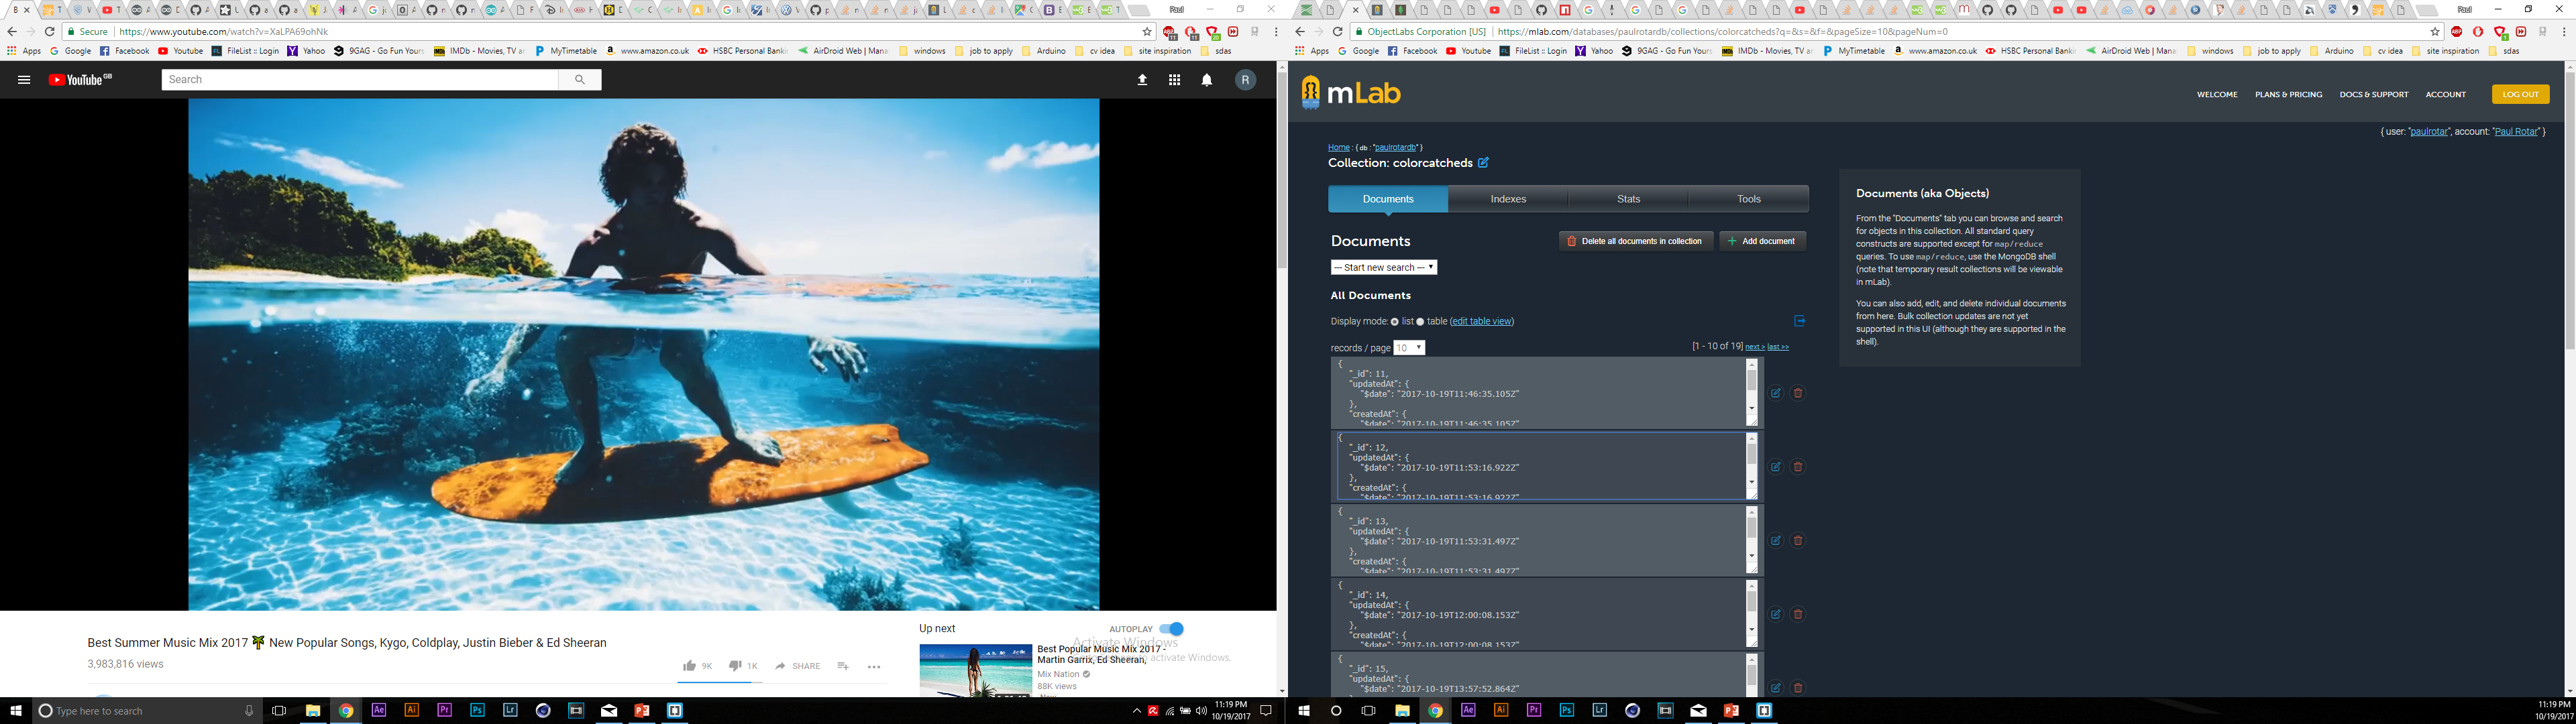 Paul
Secure | https://www.youtube.com/watch?v=XaLPA69ohNk
Apps Google Facebook Youtube FileList :: Login Yahoo 9GAG - Go Fun Yours IMDb - Movies, TV an MyTimetable www.amazon.co.uk HSBC Personal Bankin AirDroid Web | Mana windows job to apply Arduino cv idea site inspiration sdas
YouTube GB
Search
R
Best Summer Music Mix 2017 🌴 New Popular Songs, Kygo, Coldplay, Justin Bieber & Ed Sheeran
3,983,816 views
9K 1K SHARE
Up next
AUTOPLAY
Activate Windows
Best Popular Music Mix 2017 -
Martin Garrix, Ed Sheeran,
activate Windows.
Mix Nation
88K views
Type here to search
11:19 PM
10/19/2017
Paul
ObjectLabs Corporation [US] | https://mlab.com/databases/paulrotardb/collections/colorcatcheds?q=&s=&f=&pageSize=10&pageNum=0
Apps Google Facebook Youtube FileList :: Login Yahoo 9GAG - Go Fun Yours IMDb - Movies, TV an MyTimetable www.amazon.co.uk HSBC Personal Bankin AirDroid Web | Mana windows job to apply Arduino cv idea site inspiration sdas
mLab
WELCOME PLANS & PRICING DOCS & SUPPORT ACCOUNT LOG OUT
{ user: "paulrotar", account: "Paul Rotar" }
Home : { db : "paulrotardb" }
Collection: colorcatcheds
Documents Indexes Stats Tools
Documents
Delete all documents in collection
Add document
--- Start new search ---
All Documents
Display mode: list table (edit table view)
records / page 10
[1 - 10 of 19] next > last >>
{
"_id": 11,
"updatedAt": {
"$date": "2017-10-19T11:46:35.105Z"
},
"createdAt": {
"$date": "2017-10-19T11:46:35.105Z"
{
"_id": 12,
"updatedAt": {
"$date": "2017-10-19T11:53:16.922Z"
},
"createdAt": {
"$date": "2017-10-19T11:53:16.922Z"
{
"_id": 13,
"updatedAt": {
"$date": "2017-10-19T11:53:31.497Z"
},
"createdAt": {
"$date": "2017-10-19T11:53:31.497Z"
{
"_id": 14,
"updatedAt": {
"$date": "2017-10-19T12:00:08.153Z"
},
"createdAt": {
"$date": "2017-10-19T12:00:08.153Z"
{
"_id": 15,
"updatedAt": {
"$date": "2017-10-19T13:57:52.864Z"
Documents (aka Objects)
From the "Documents" tab you can browse and search
for objects in this collection. All standard query
constructs are supported except for map/reduce
queries. To use map/reduce, use the MongoDB shell
(note that temporary result collections will be viewable
in mLab).
You can also add, edit, and delete individual documents
from here. Bulk collection updates are not yet
supported in this UI (although they are supported in the
shell).
11:19 PM
10/19/2017